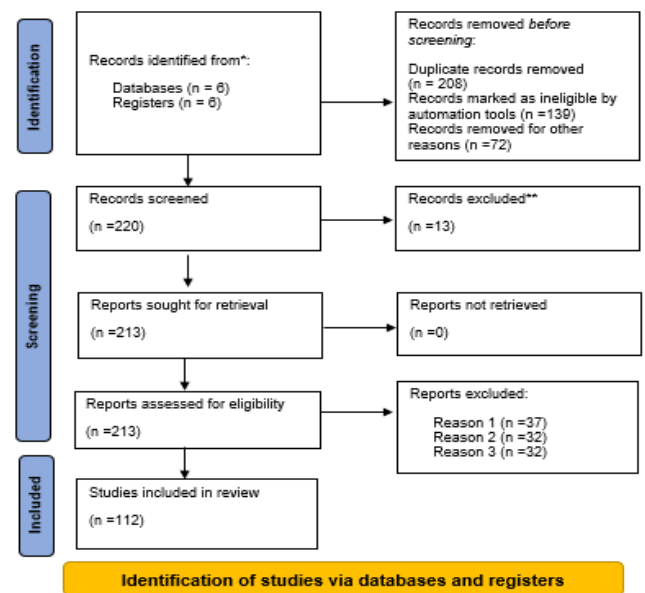 Identification
Records identified from*:
Databases (n = 6)
Registers (n = 6)
Records removed before
screening:
Duplicate records removed
(n = 208)
Records marked as ineligible by
automation tools (n =139)
Records removed for other
reasons (n =72)
Screening
Records screened
(n =220)
Records excluded**
(n =13)
Reports sought for retrieval
(n =213)
Reports not retrieved
(n =0)
Reports assessed for eligibility
(n =213)
Reports excluded:
Reason 1 (n =37)
Reason 2 (n =32)
Reason 3 (n =32)
Included
Studies included in review
(n =112)
Identification of studies via databases and registers